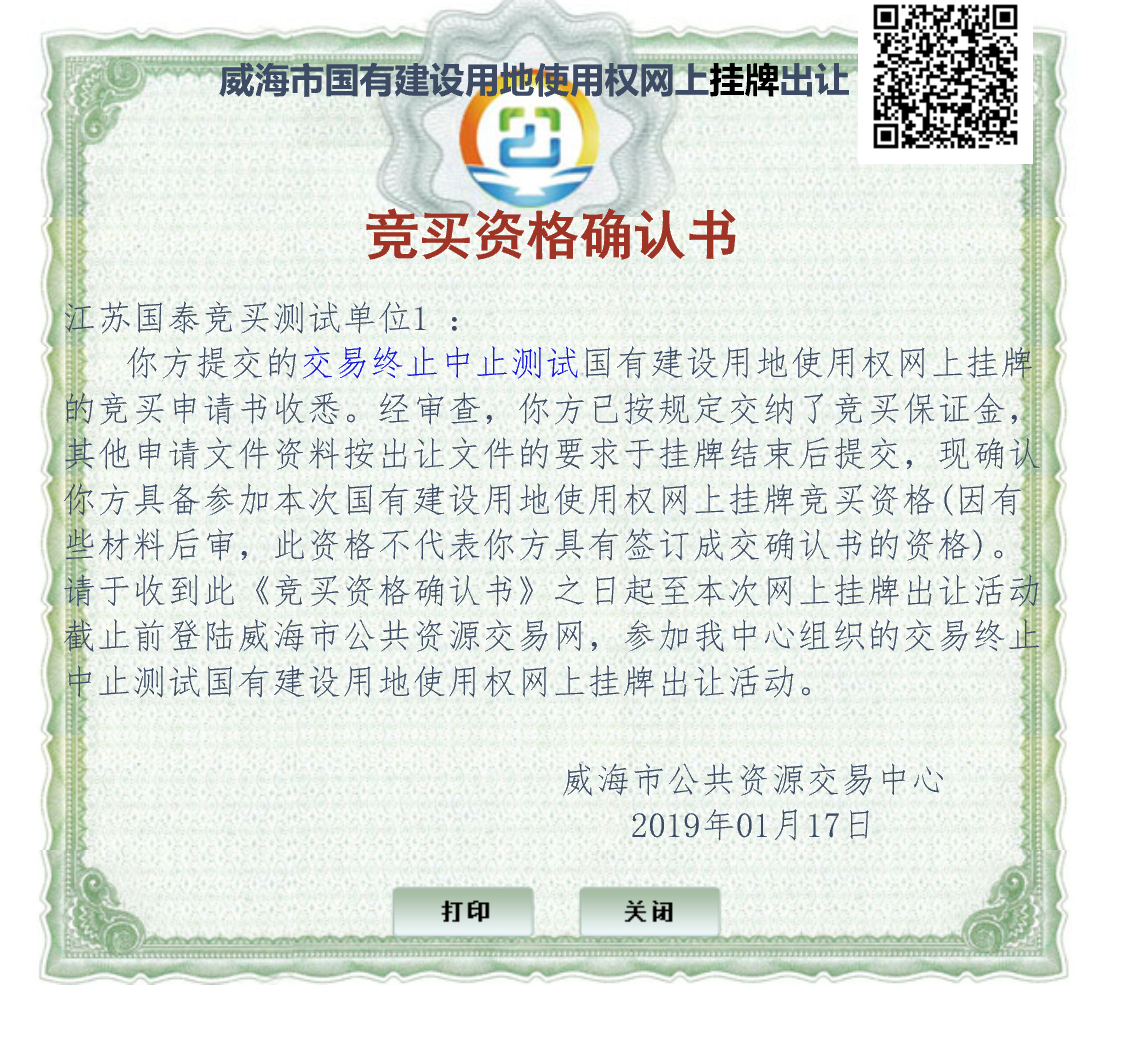 威海市国有建设用地使用权网上挂牌出让
竞买资格确认书
江苏国泰竞买测试单位1 ：
你方提交的交易终止中止测试国有建设用地使用权网上挂牌
的竞买申请书收悉。经审查，你方已按规定交纳了竞买保证金，
其他申请文件资料按出让文件的要求于挂牌结束后提交，现确认
你方具备参加本次国有建设用地使用权网上挂牌竞买资格(因有
些材料后审，此资格不代表你方具有签订成交确认书的资格)。
请于收到此《竞买资格确认书》之日起至本次网上挂牌出让活动
截止前登陆威海市公共资源交易网，参加我中心组织的交易终止
中止测试国有建设用地使用权网上挂牌出让活动。
威海市公共资源交易中心
2019年01月17日
打印 关闭